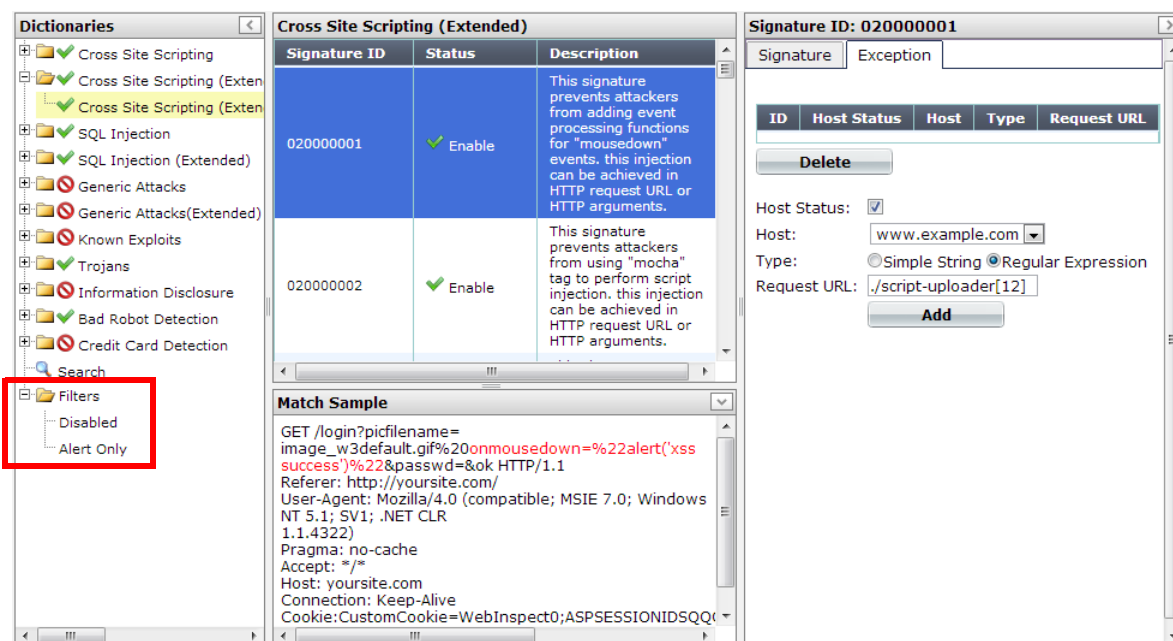 Dictionaries
Cross Site Scripting
Cross Site Scripting (Exten
Cross Site Scripting (Exten
SQL Injection
SQL Injection (Extended)
Generic Attacks
Generic Attacks(Extended)
Known Exploits
Trojans
Information Disclosure
Bad Robot Detection
Credit Card Detection
Search
Filters
Disabled
Alert Only
Cross Site Scripting (Extended)
Signature ID Status Description
020000001 Enable
This signature
prevents attackers
from adding event
processing functions
for "mousedown"
events. this injection
can be achieved in
HTTP request URL or
HTTP arguments.
020000002 Enable
This signature
prevents attackers
from using "mocha"
tag to perform script
injection. this injection
can be achieved in
HTTP request URL or
HTTP arguments.
Match Sample
GET /login?picfilename=
image_w3default.gif%20onmousedown=%22alert('xss
success')%22&passwd=&ok HTTP/1.1
Referer: http://yoursite.com/
User-Agent: Mozilla/4.0 (compatible; MSIE 7.0; Windows
NT 5.1; SV1; .NET CLR
1.1.4322)
Pragma: no-cache
Accept: */*
Host: yoursite.com
Connection: Keep-Alive
Cookie:CustomCookie=WebInspect0;ASPSESSIONIDSQQ
Signature ID: 020000001
Signature Exception
ID Host Status Host Type Request URL
Delete
Host Status:
Host: www.example.com
Type: Simple String Regular Expression
Request URL: ./script-uploader[12]
Add